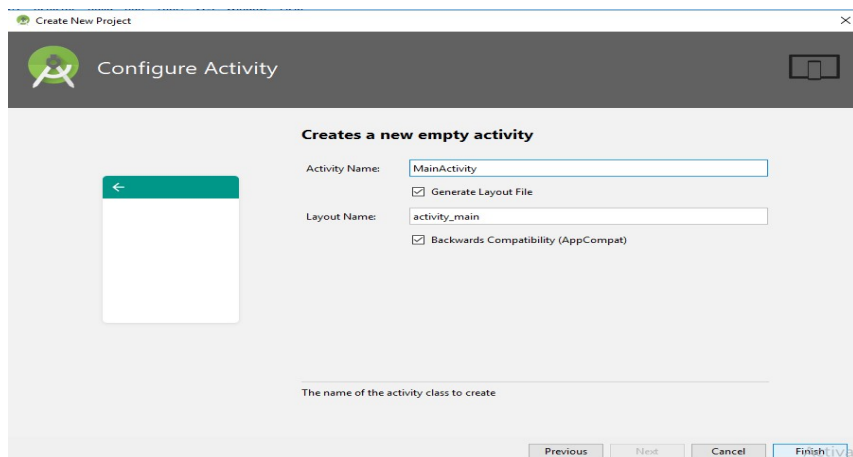 Create New Project
Configure Activity
Creates a new empty activity
Activity Name:
MainActivity
Generate Layout File
Layout Name:
activity_main
Backwards Compatibility (AppCompat)
The name of the activity class to create
Previous
Next
Cancel
Finish